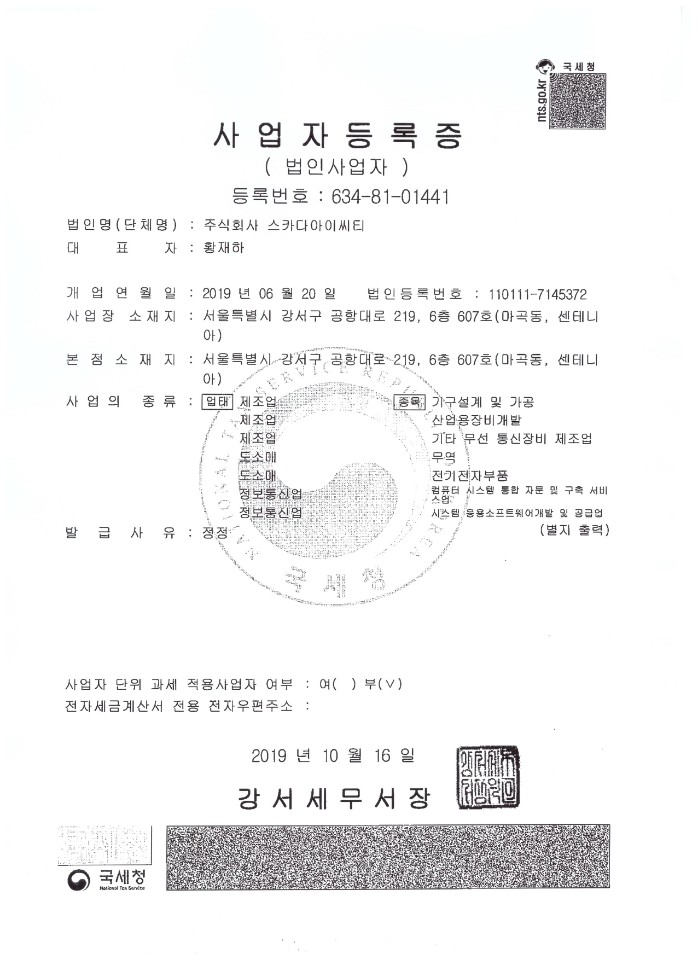 국세청
nts.go.kr
사 업 자 등 록 증
( 법인사업자 )
등록번호 : 634-81-01441
법인명(단체명) : 주식회사 스카다아이씨티
대 표 자 : 황재하
개 업 연 월 일 : 2019 년 06 월 20 일 법인등록번호 : 110111-7145372
사업장 소재지 : 서울특별시 강서구 공항대로 219, 6층 607호(마곡동, 센테니
아)
본 점 소 재 지 : 서울특별시 강서구 공항대로 219, 6층 607호(마곡동, 센테니
아)
사 업 의 종 류 : 업태 제조업 종목 기구설계 및 가공
제조업 산업용장비개발
제조업 기타 무선 통신장비 제조업
도소매 무역
도소매 전기전자부품
정보통신업 컴퓨터 시스템 통합 자문 및 구축 서비
스업
정보통신업 시스템 응용소프트웨어개발 및 공급업
발 급 사 유 : 정정 (별지 출력)
NATIONAL TAX SERVICE REPUBLIC OF KOREA
국세청
사업자 단위 과세 적용사업자 여부 : 여( ) 부(∨)
전자세금계산서 전용 전자우편주소 :
2019 년 10 월 16 일
강 서 세 무 서 장
국세청
National Tax Service